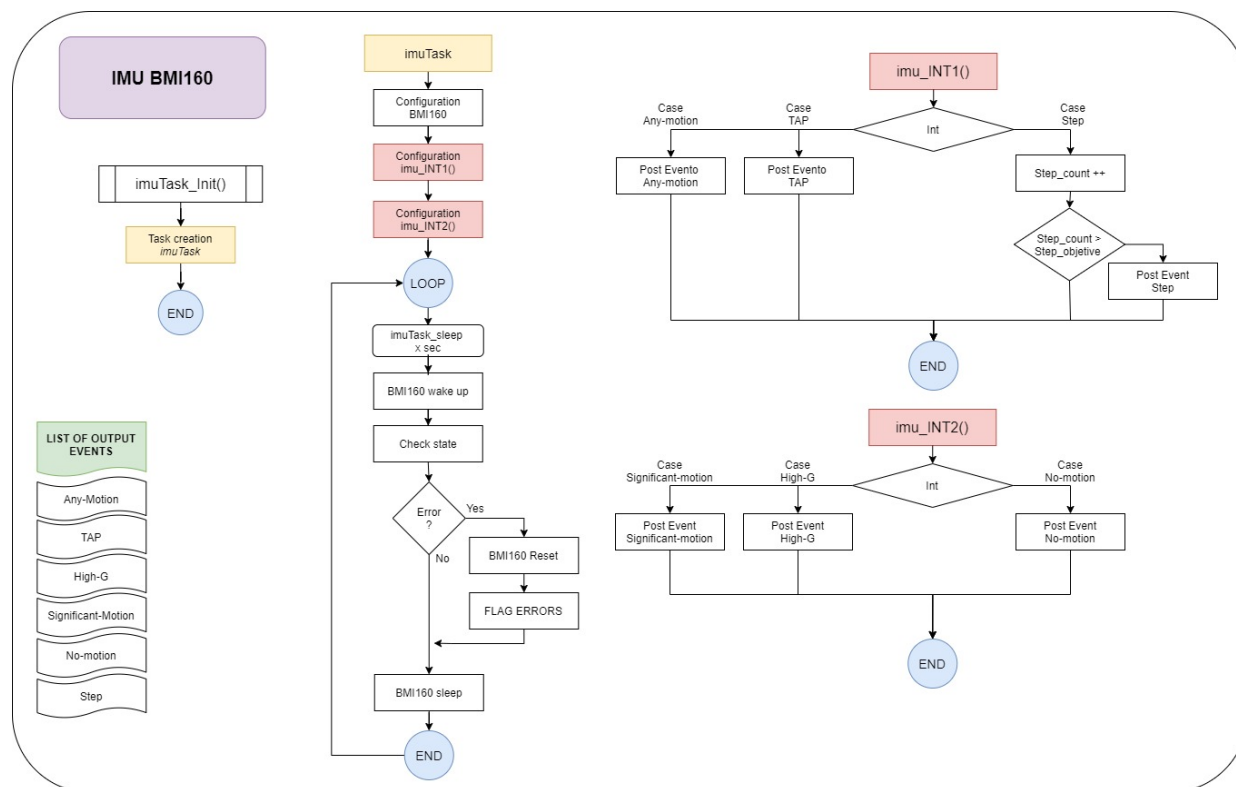 IMU BMI160
imuTask_Init()
Task creation
imuTask
END
LIST OF OUTPUT
EVENTS
Any-Motion
TAP
High-G
Significant-Motion
No-motion
Step
imuTask
Configuration
BMI160
Configuration
imu_INT1()
Configuration
imu_INT2()
LOOP
imuTask_sleep
x sec
BMI160 wake up
Check state
Error
?
Yes
No
BMI160 Reset
FLAG ERRORS
BMI160 sleep
END
imu_INT1()
Int
Case
Any-motion
Case
TAP
Case
Step
Post Evento
Any-motion
Post Evento
TAP
Step_count ++
Step_count >
Step_objetive
Post Event
Step
END
imu_INT2()
Int
Case
Significant-motion
Case
High-G
Case
No-motion
Post Event
Significant-motion
Post Event
High-G
Post Event
No-motion
END